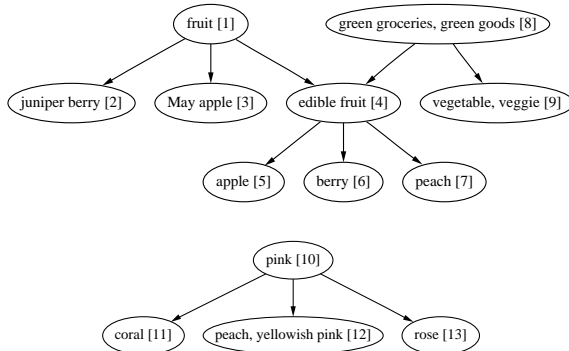 fruit [1]
green groceries, green goods [8]
juniper berry [2]
May apple [3]
edible fruit [4]
vegetable, veggie [9]
apple [5]
berry [6]
peach [7]
pink [10]
coral [11]
peach, yellowish pink [12]
rose [13]